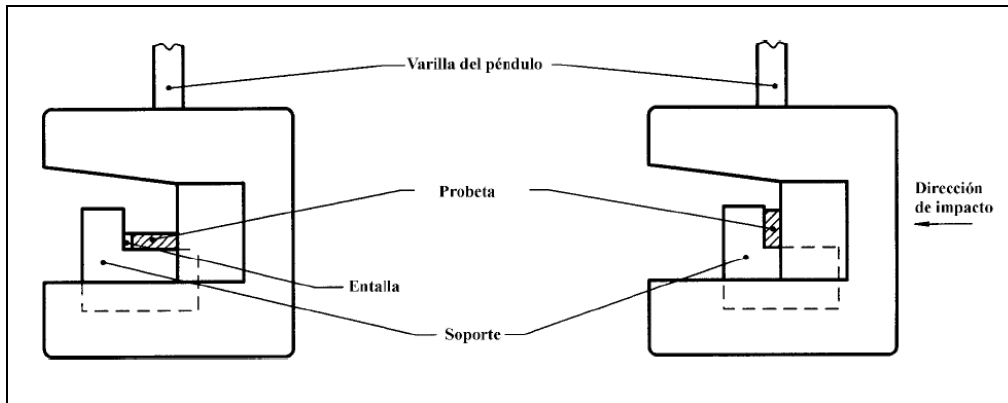 Varilla del péndulo
Probeta
Dirección
de impacto
Entalla
Soporte